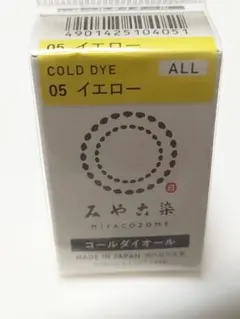 4901425104051
05 イエロー
COLD DYE ALL
05 イエロー
みや古染
MIYACOZOME
コールダイオール
MADE IN JAPAN